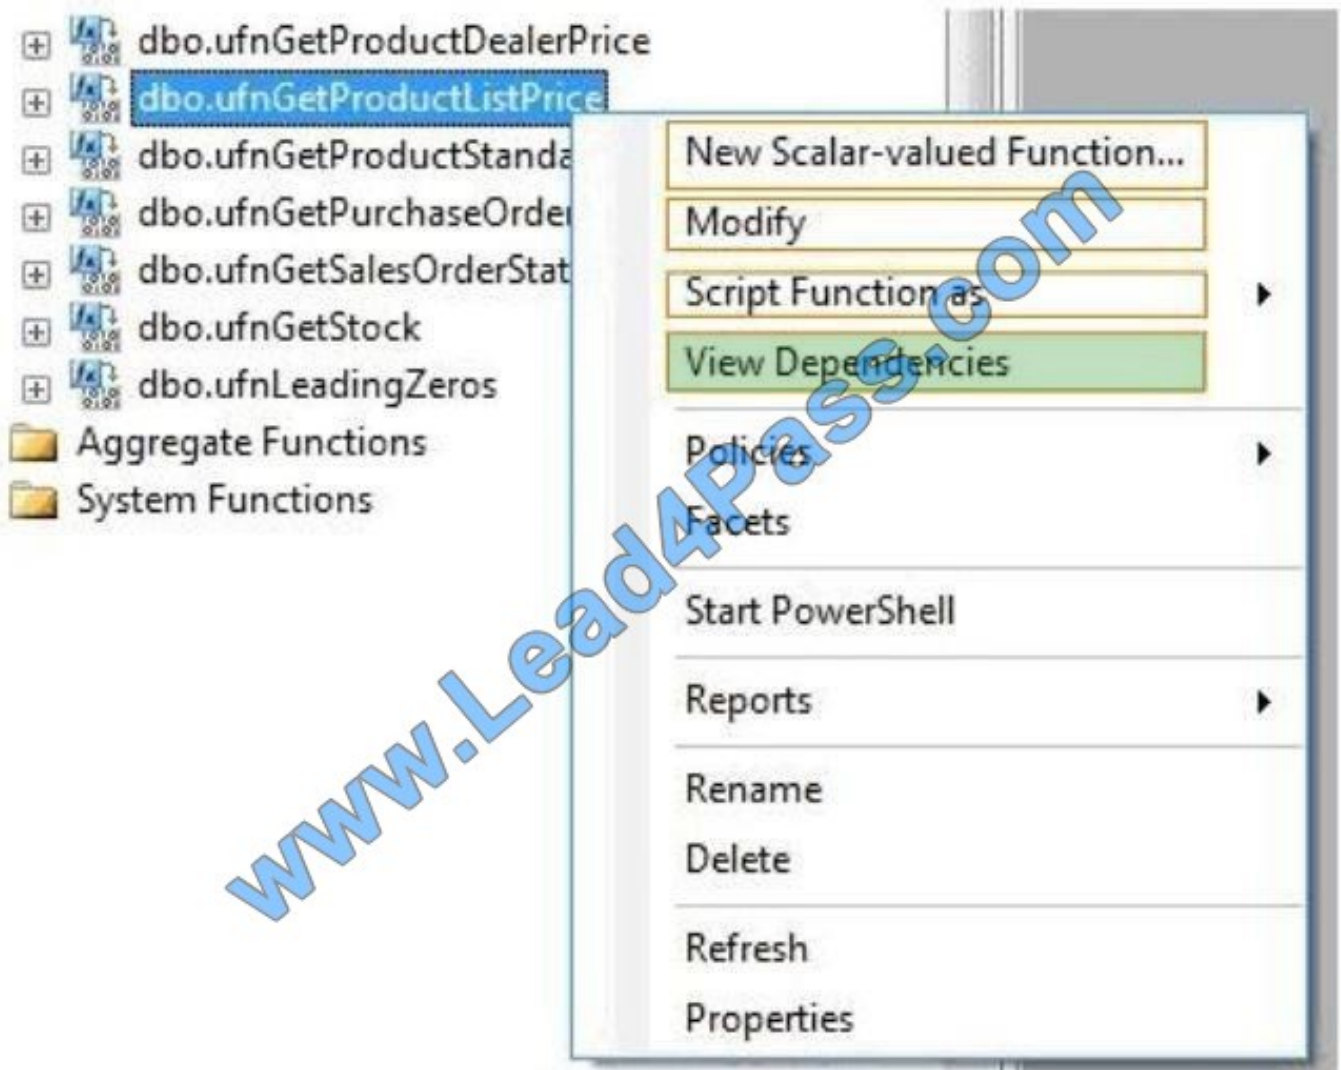 dbo.ufnGetProductDealerPrice
dbo.ufnGetProductListPrice
dbo.ufnGetProductStanda
dbo.ufnGetPurchaseOrder
dbo.ufnGetSalesOrderStat
dbo.ufnGetStock
dbo.ufnLeadingZeros
Aggregate Functions
System Functions
New Scalar-valued Function...
Modify
Script Function as
View Dependencies
Policies
Facets
Start PowerShell
Reports
Rename
Delete
Refresh
Properties
www.Lead4Pass.com